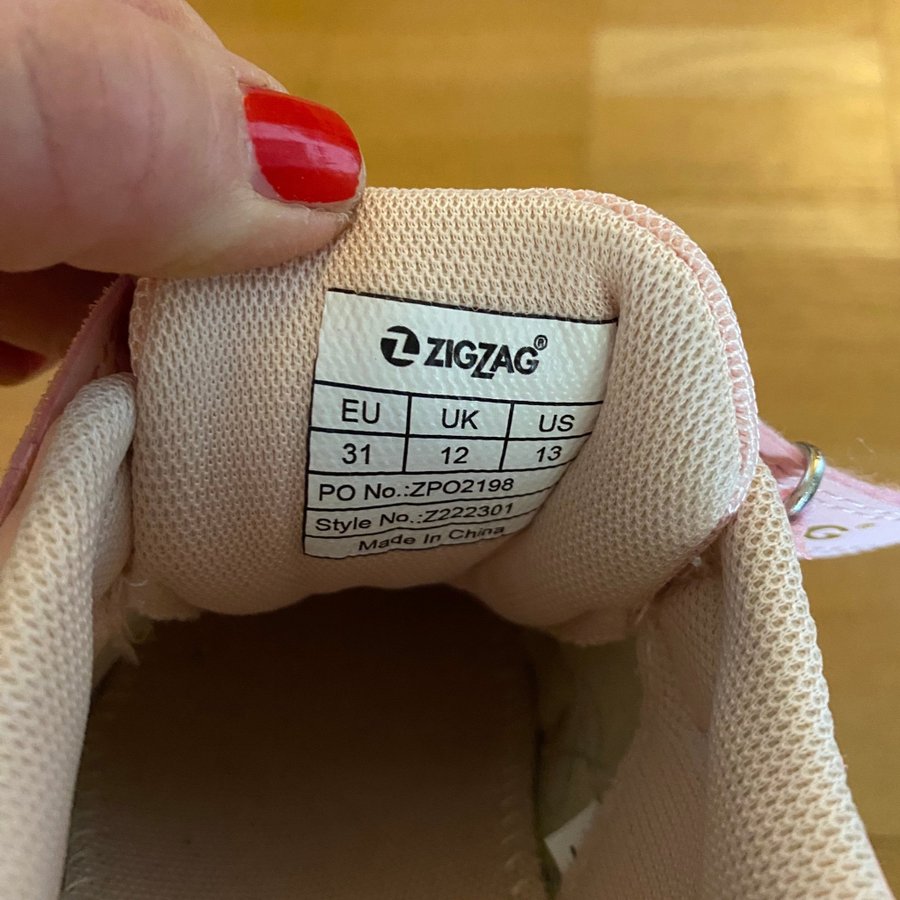 ZIGZAG®
EU UK US
31 12 13
PO No.:ZPO2198
Style No.:Z222301
Made In China
G